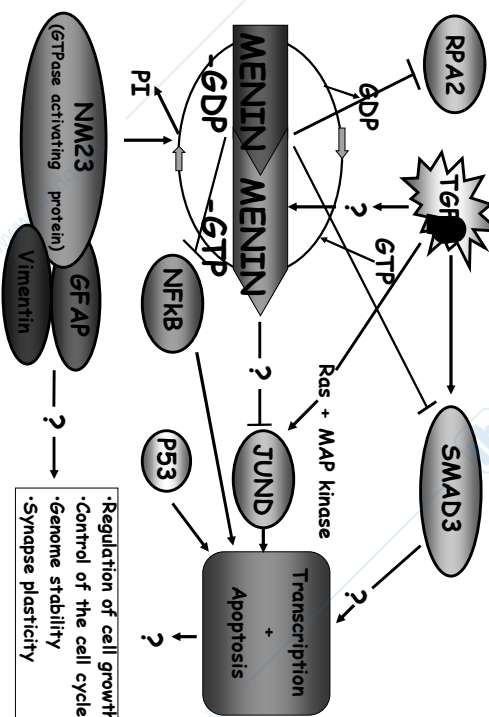 RPA2
TGF
SMAD3
GDP
?
GTP
MENIN
-GDP
MENIN
-GTP
PI
Ras + MAP kinase
?
JUND
?
Transcription
+
Apoptosis
NFkB
P53
?
NM23
(GTPase activating protein)
GFAP
Vimentin
?
•Regulation of cell growth
•Control of the cell cycle
•Genome stability
•Synapse plasticity